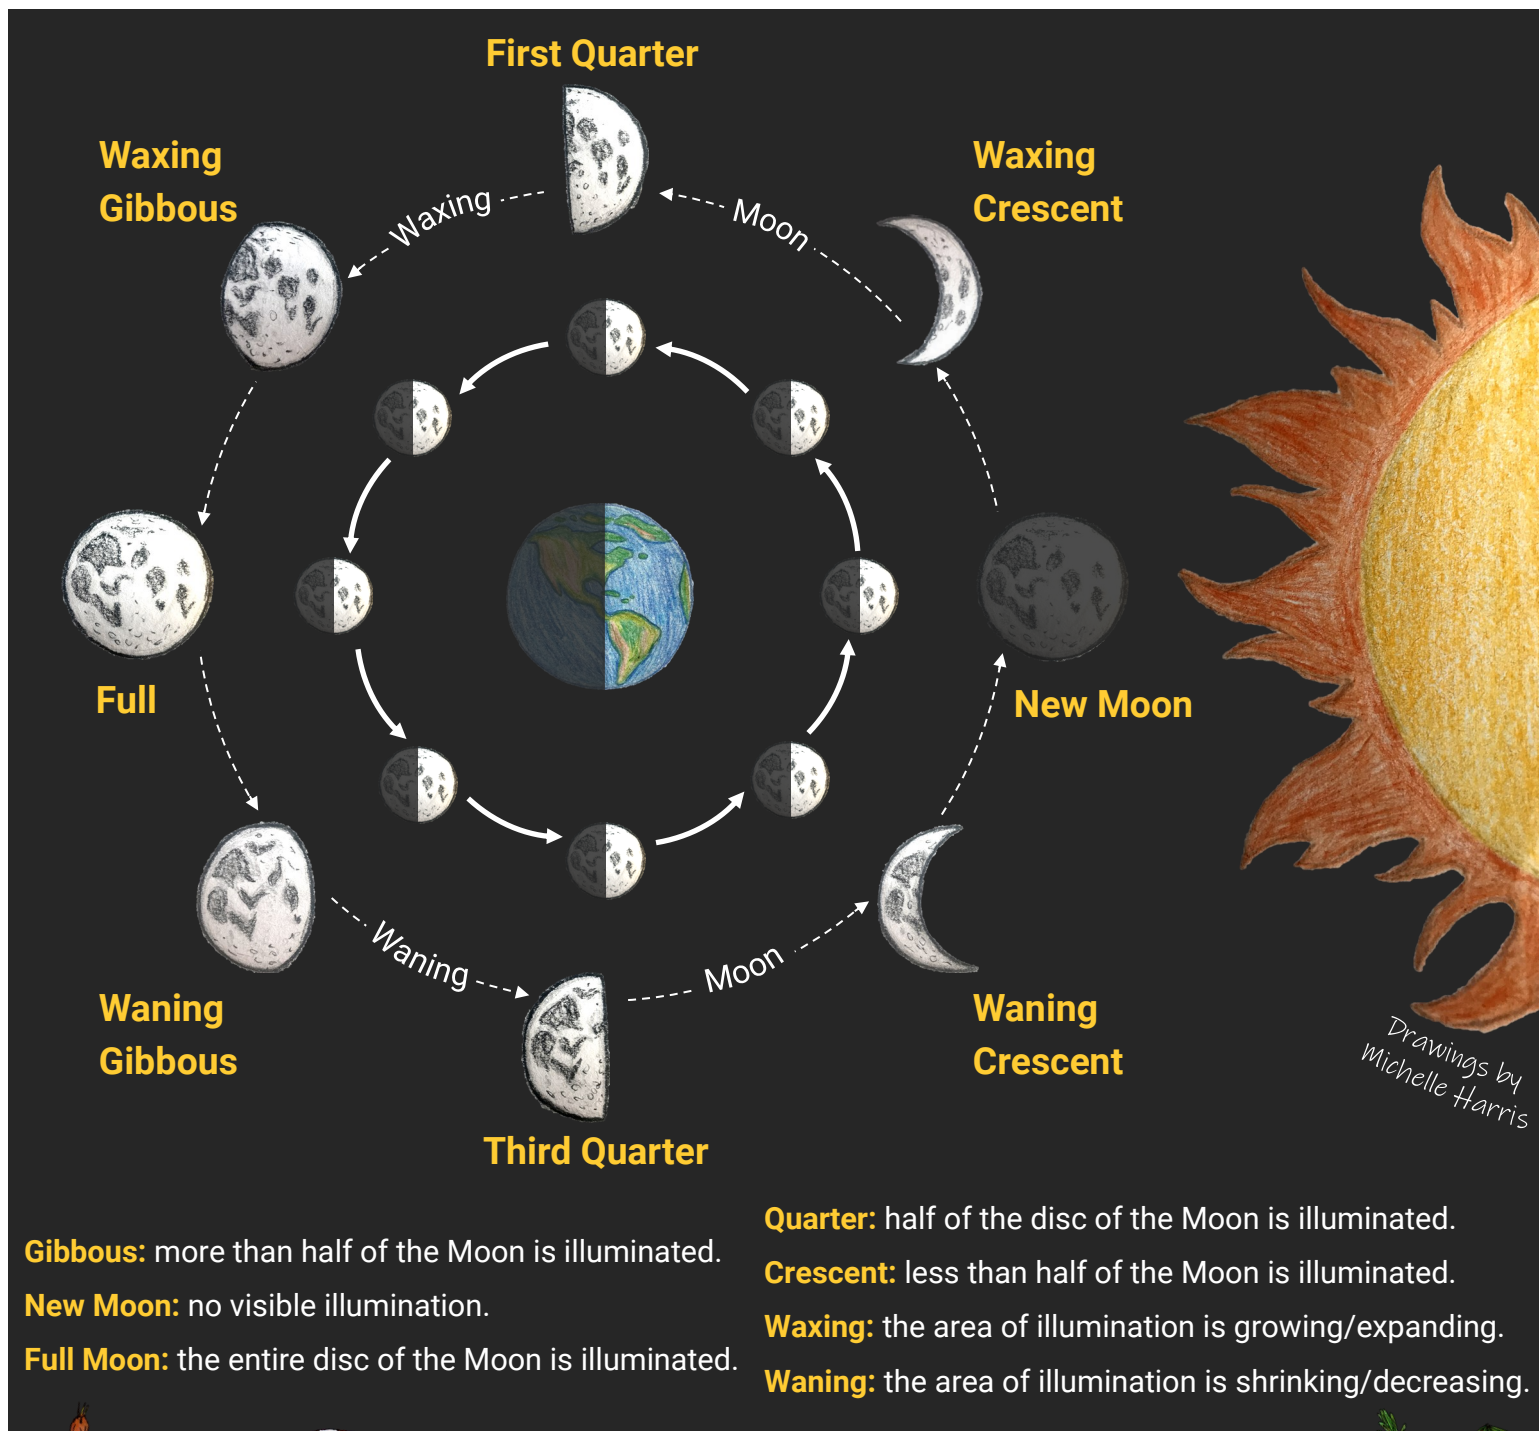 First Quarter
Waxing
Gibbous
Waxing
Crescent
Waxing
Moon
Full
New Moon
Waning
Moon
Waning
Gibbous
Waning
Crescent
Third Quarter
Drawings by
Michelle Harris
Gibbous: more than half of the Moon is illuminated.
New Moon: no visible illumination.
Full Moon: the entire disc of the Moon is illuminated.
Quarter: half of the disc of the Moon is illuminated.
Crescent: less than half of the Moon is illuminated.
Waxing: the area of illumination is growing/expanding.
Waning: the area of illumination is shrinking/decreasing.